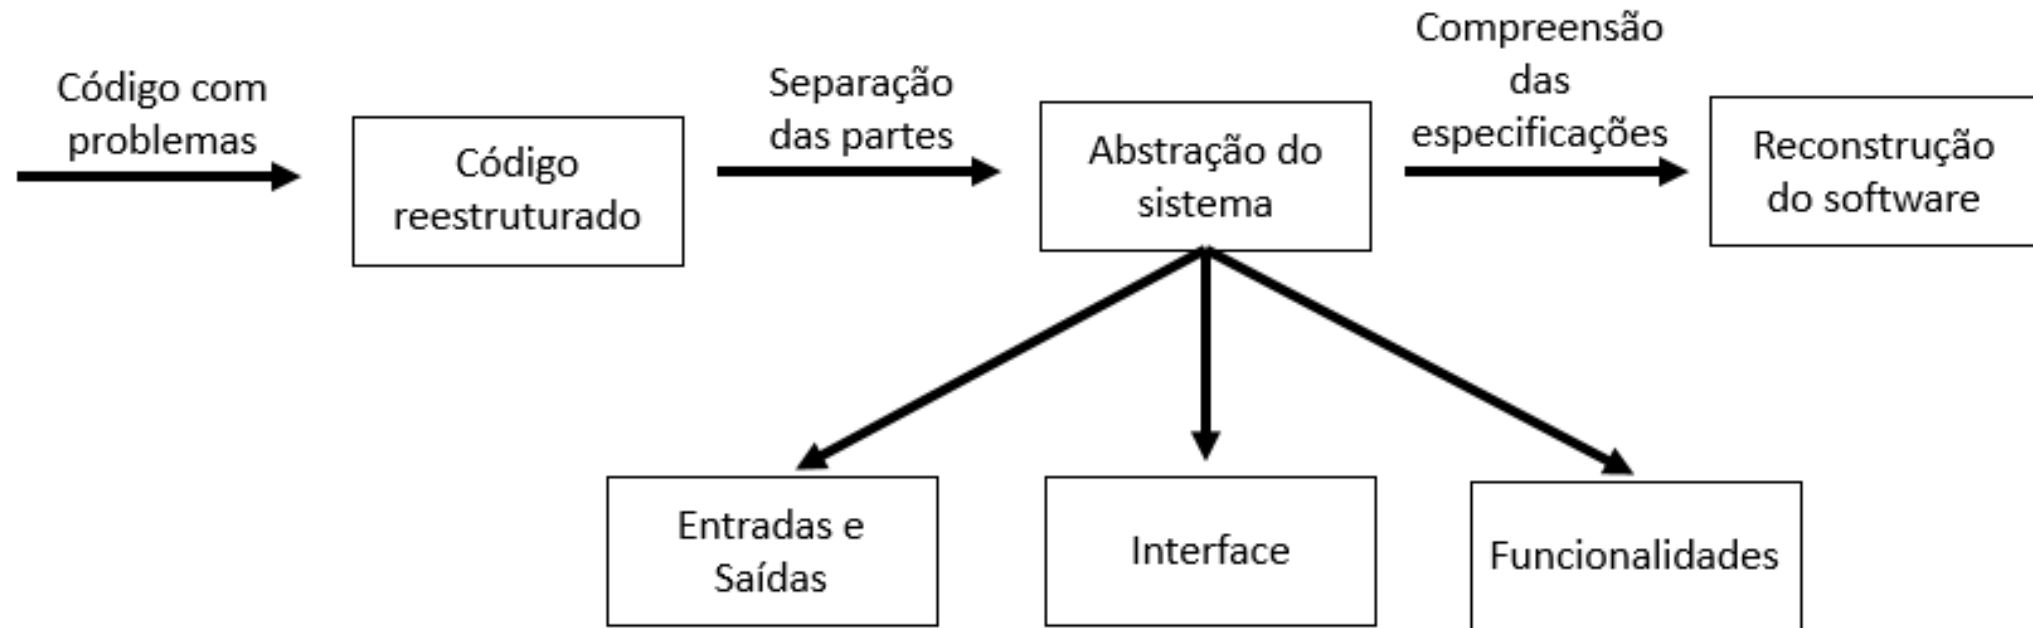 Código com
problemas
Código
reestruturado
Separação
das partes
Abstração do
sistema
Compreensão
das
especificações
Reconstrução
do software
Entradas e
Saídas
Interface
Funcionalidades